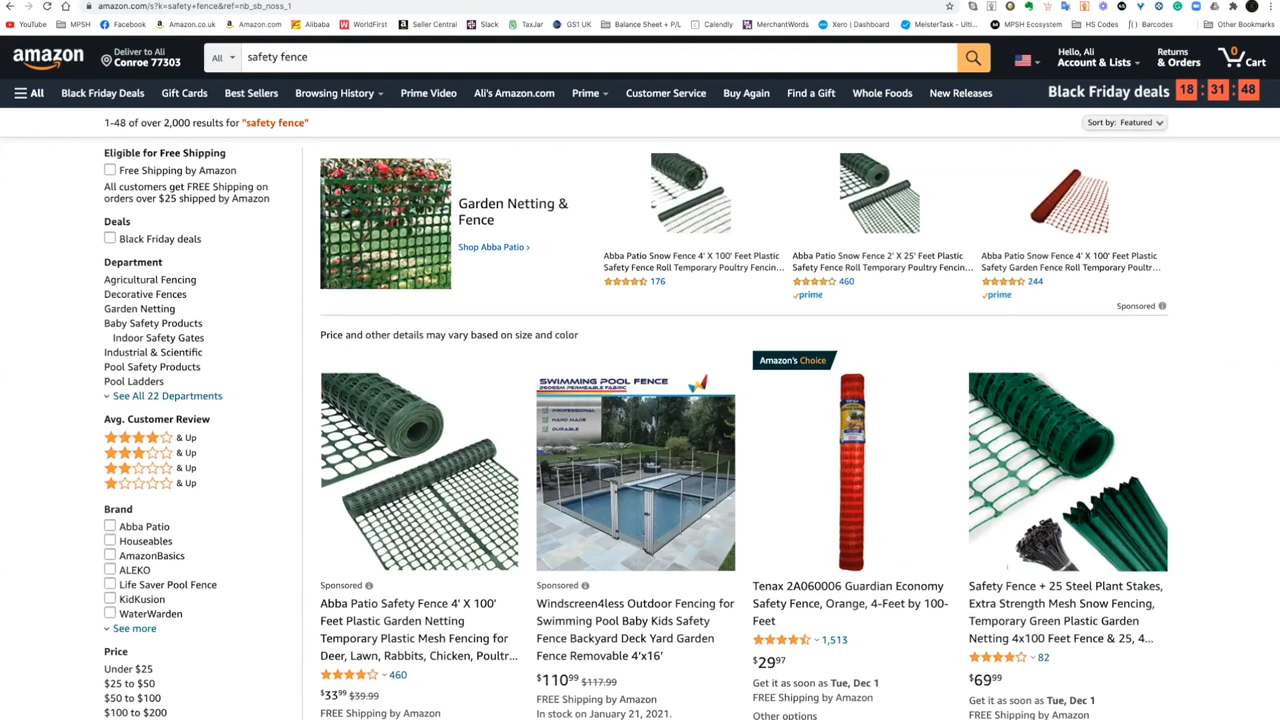 amazon.com/s?k=safety+fence&ref=nb_sb_noss_1
YouTube MPSH Facebook Amazon.co.uk Amazon.com Alibaba WorldFirst Seller Central Slack TaxJar GS1 UK Balance Sheet + P/L Calendly MerchantWords Xero | Dashboard MeisterTask - Ulti... MPSH Ecosystem HS Codes Barcodes Other Bookmarks
amazon Deliver to Ali Conroe 77303 All safety fence Hello, Ali Account & Lists Returns & Orders 0 Cart
All Black Friday Deals Gift Cards Best Sellers Browsing History Prime Video Ali's Amazon.com Prime Customer Service Buy Again Find a Gift Whole Foods New Releases Black Friday deals 18 : 31 : 48
1-48 of over 2,000 results for "safety fence" Sort by: Featured
Eligible for Free Shipping
Free Shipping by Amazon
All customers get FREE Shipping on
orders over $25 shipped by Amazon
Deals
Black Friday deals
Department
Agricultural Fencing
Decorative Fences
Garden Netting
Baby Safety Products
Indoor Safety Gates
Industrial & Scientific
Pool Safety Products
Pool Ladders
See All 22 Departments
Avg. Customer Review
& Up
& Up
& Up
& Up
Brand
Abba Patio
Houseables
AmazonBasics
ALEKO
Life Saver Pool Fence
KidKusion
WaterWarden
See more
Price
Under $25
$25 to $50
$50 to $100
$100 to $200
Garden Netting &
Fence
Shop Abba Patio ›
Abba Patio Snow Fence 4' X 100' Feet Plastic
Safety Fence Roll Temporary Poultry Fencin...
176
Abba Patio Snow Fence 2' X 25' Feet Plastic
Safety Fence Roll Temporary Poultry Fencin...
460
prime
Abba Patio Snow Fence 4' X 100' Feet Plastic
Safety Garden Fence Roll Temporary Poultr...
244
prime
Sponsored
Price and other details may vary based on size and color
Sponsored
Abba Patio Safety Fence 4' X 100'
Feet Plastic Garden Netting
Temporary Plastic Mesh Fencing for
Deer, Lawn, Rabbits, Chicken, Poultr...
460
$33.99 $39.99
FREE Shipping by Amazon
SWIMMING POOL FENCE
PERMEABLE FABRIC
PROFESSIONAL
HAND MADE
DURABLE
Sponsored
Windscreen4less Outdoor Fencing for
Swimming Pool Baby Kids Safety
Fence Backyard Deck Yard Garden
Fence Removable 4'x16'
$110.99 $117.99
FREE Shipping by Amazon
In stock on January 21, 2021.
Amazon's Choice
Tenax 2A060006 Guardian Economy
Safety Fence, Orange, 4-Feet by 100-
Feet
1,513
$29.97
Get it as soon as Tue, Dec 1
FREE Shipping by Amazon
Other options
Safety Fence + 25 Steel Plant Stakes,
Extra Strength Mesh Snow Fencing,
Temporary Green Plastic Garden
Netting 4x100 Feet Fence & 25, 4...
82
$69.99
Get it as soon as Tue, Dec 1
FREE Shipping by Amazon